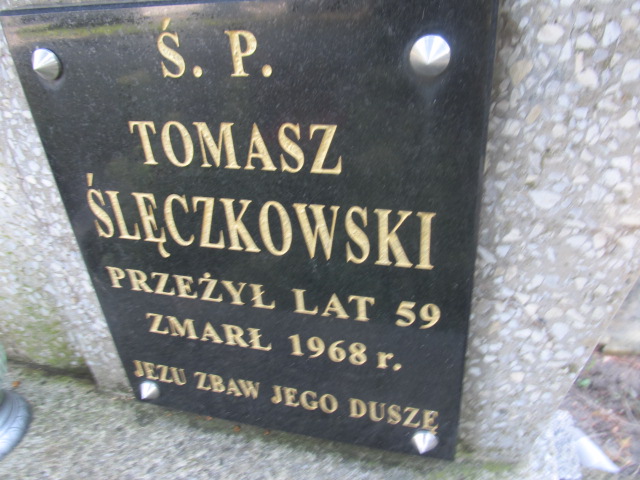 Ś. P.
TOMASZ
ŚLĘCZKOWSKI
PRZEŻYŁ LAT 59
ZMARŁ 1968 r.
JEZU ZBAW JEGO DUSZĘ